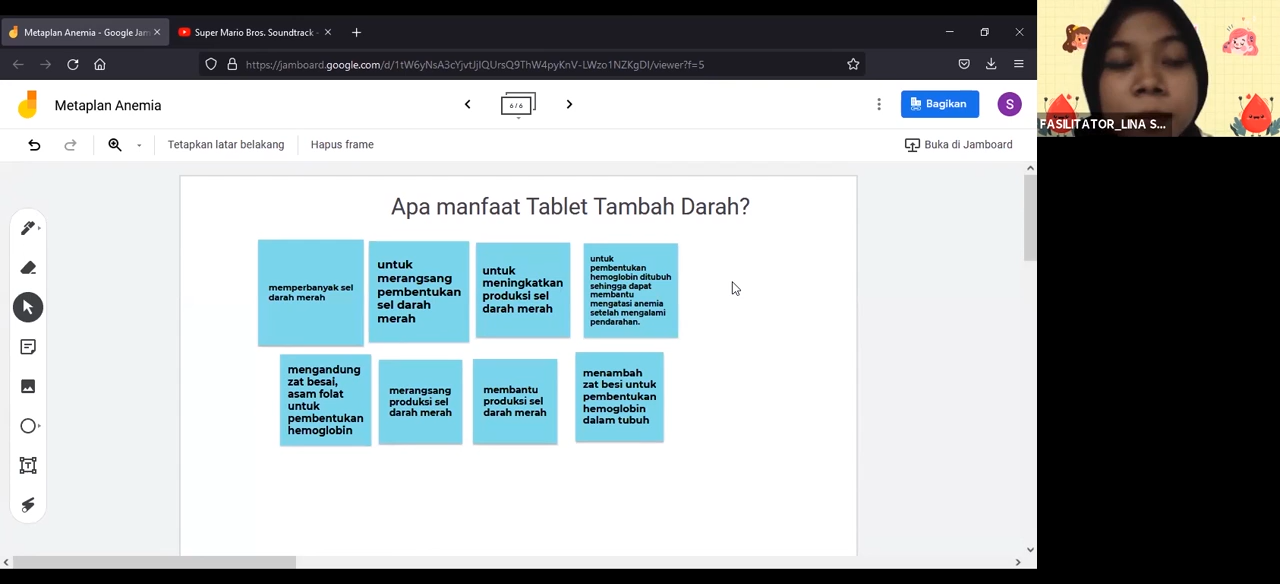 Metaplan Anemia - Google Jam
Super Mario Bros. Soundtrack -
https://jamboard.google.com/d/1tW6yNsA3cYjvtJjIQUrsQ9ThW4pyKnV-LWzo1NZKgDI/viewer?f=5
Metaplan Anemia
6/6
Bagikan
S
Tetapkan latar belakang
Hapus frame
Buka di Jamboard
Apa manfaat Tablet Tambah Darah?
memperbanyak sel
darah merah
untuk
merangsang
pembentukan
sel darah
merah
untuk
meningkatkan
produksi sel
darah merah
untuk
pembentukan
hemoglobin ditubuh
sehingga dapat
membantu
mengatasi anemia
setelah mengalami
pendarahan.
mengandung
zat besai,
asam folat
untuk
pembentukan
hemoglobin
merangsang
produksi sel
darah merah
membantu
produksi sel
darah merah
menambah
zat besi untuk
pembentukan
hemoglobin
dalam tubuh
FASILITATOR_LINA S...